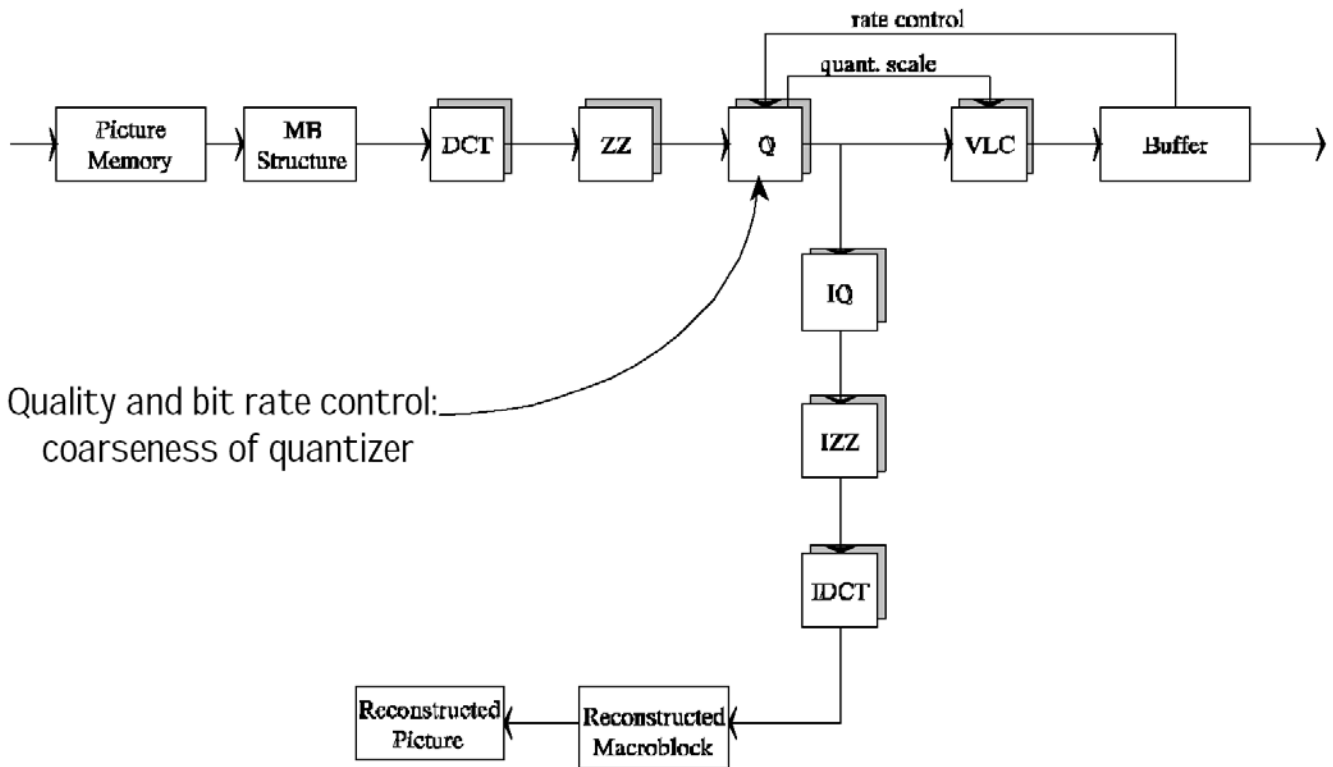 rate control
quant. scale
Picture
Memory
MB
Structure
DCT
ZZ
Q
VLC
Buffer
IQ
Quality and bit rate control:
coarseness of quantizer
IZZ
IDCT
Reconstructed
Picture
Reconstructed
Macroblock